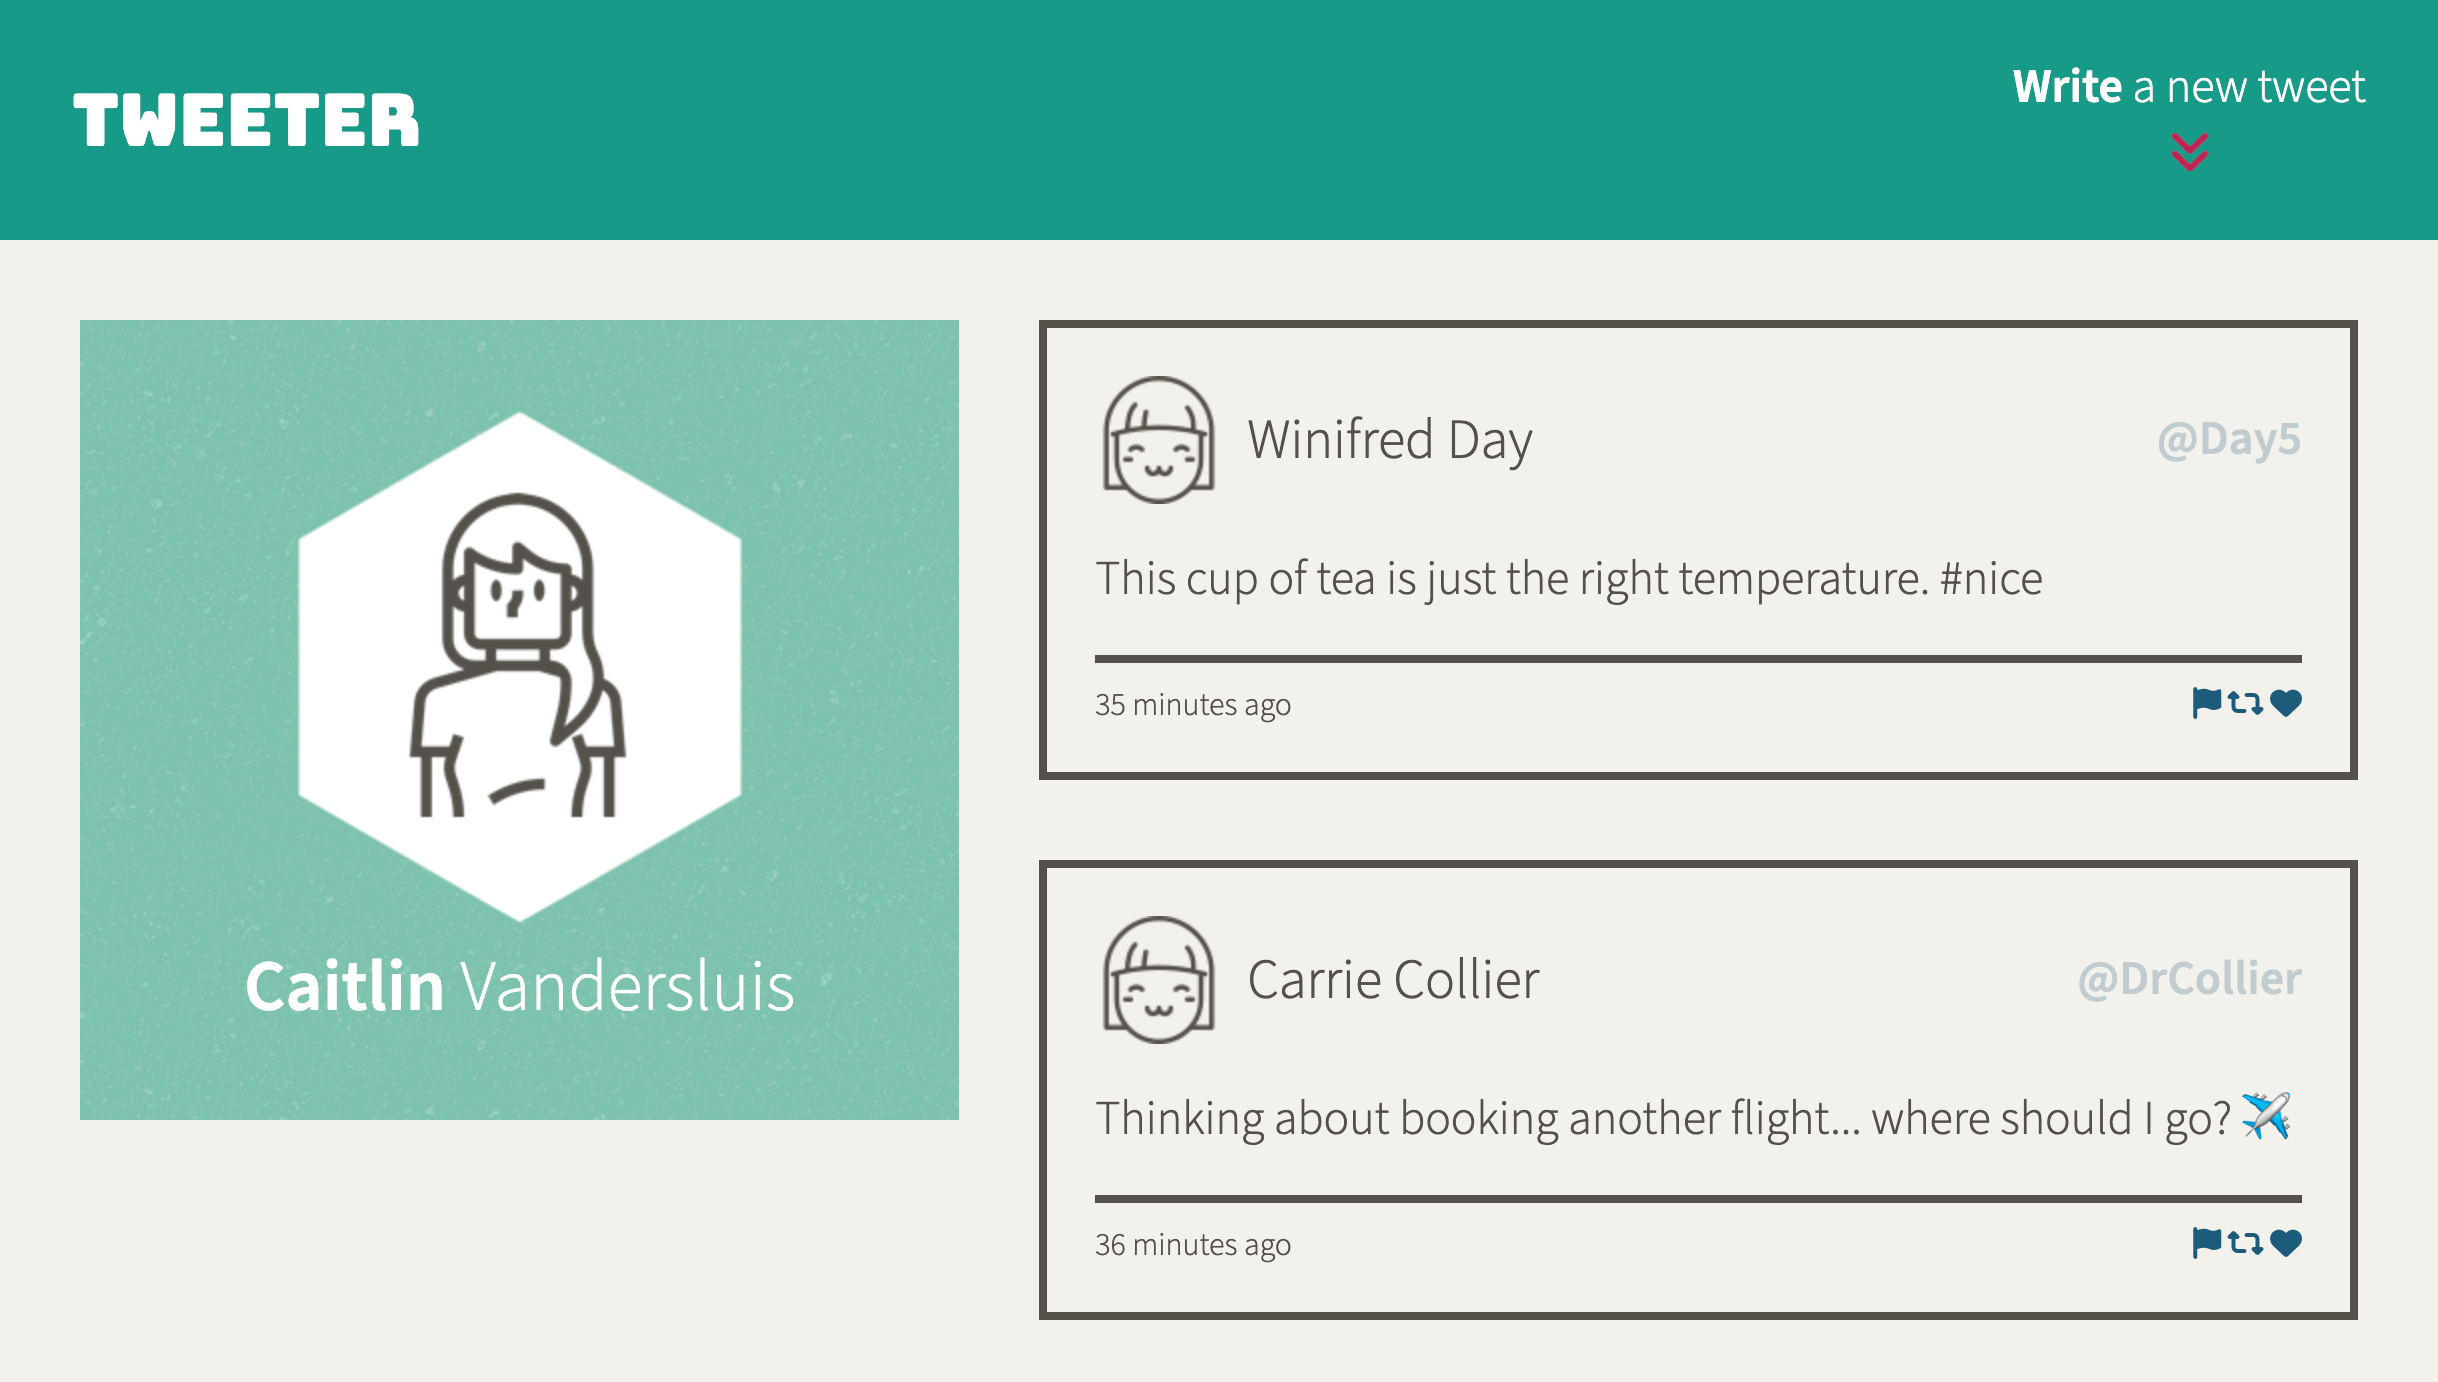 TWEETER
Write a new tweet
Caitlin Vandersluis
Winifred Day
@Day5
This cup of tea is just the right temperature. #nice
35 minutes ago
Carrie Collier
@DrCollier
Thinking about booking another flight... where should I go? ✈️
36 minutes ago